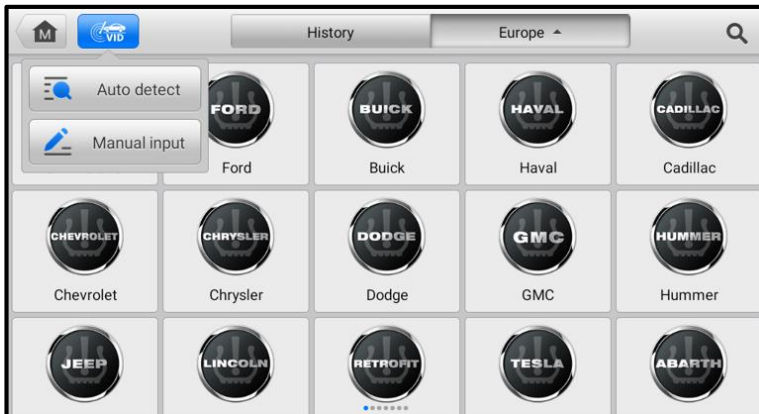 M
VID
History
Europe
Auto detect
Manual input
FORD
BUICK
HAVAL
CADILLAC
Ford
Buick
Haval
Cadillac
CHEVROLET
CHRYSLER
DODGE
GMC
HUMMER
Chevrolet
Chrysler
Dodge
GMC
Hummer
JEEP
LINCOLN
RETROFIT
TESLA
ABARTH